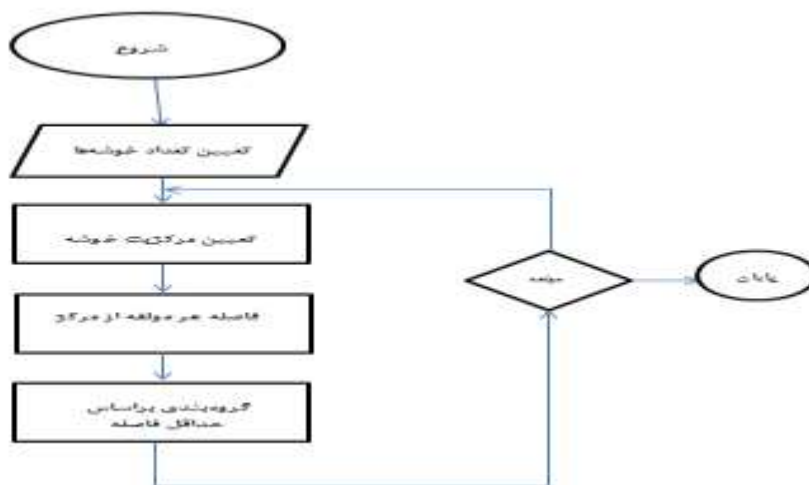 شروع
تعیین تعداد خوشه‌ها
تعیین مرکزیت خوشه
فاصله هر مولفه از مرکز
گروه‌بندی براساس
حداقل فاصله
پایان